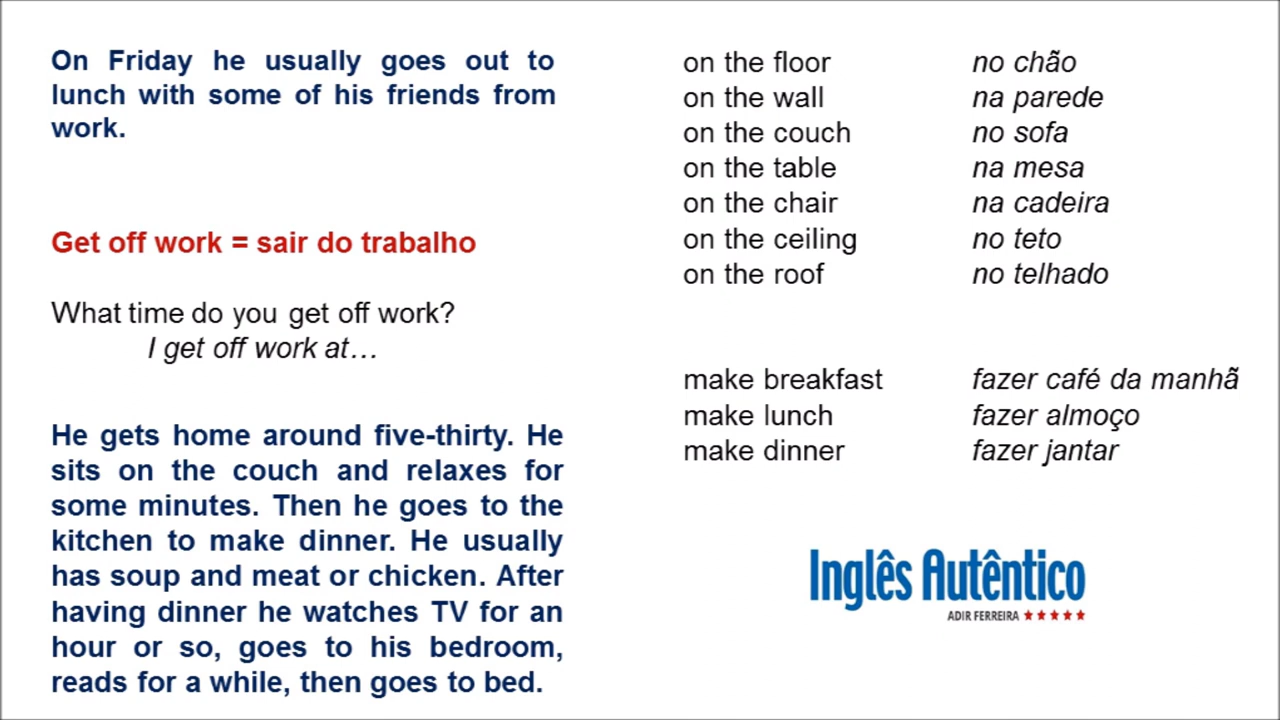 On Friday he usually goes out to
lunch with some of his friends from
work.
Get off work = sair do trabalho
What time do you get off work?
I get off work at…
He gets home around five-thirty. He
sits on the couch and relaxes for
some minutes. Then he goes to the
kitchen to make dinner. He usually
has soup and meat or chicken. After
having dinner he watches TV for an
hour or so, goes to his bedroom,
reads for a while, then goes to bed.
on the floor no chão
on the wall na parede
on the couch no sofa
on the table na mesa
on the chair na cadeira
on the ceiling no teto
on the roof no telhado
make breakfast fazer café da manhã
make lunch fazer almoço
make dinner fazer jantar
Inglês Autêntico
ADIR FERREIRA ★★★★★